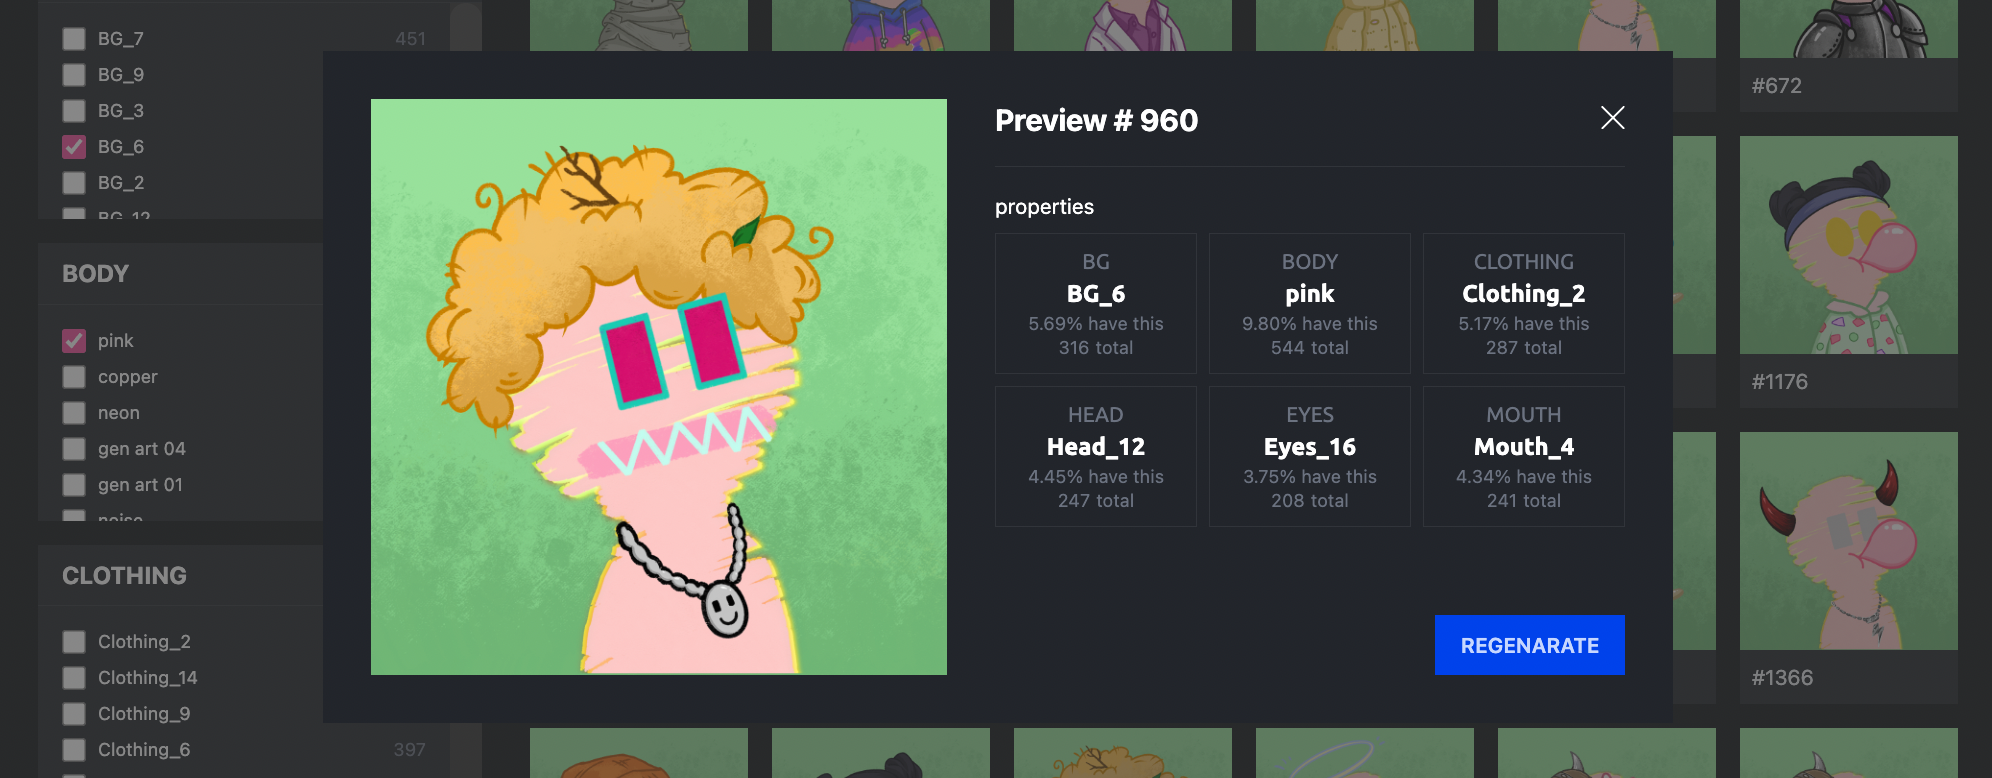 BG_7 451
BG_9
BG_3
BG_6
BG_2
BG_12
BODY
pink
copper
neon
gen art 04
gen art 01
noise
CLOTHING
Clothing_2
Clothing_14
Clothing_9
Clothing_6 397
Preview # 960
properties
BG
BG_6
5.69% have this
316 total
BODY
pink
9.80% have this
544 total
CLOTHING
Clothing_2
5.17% have this
287 total
HEAD
Head_12
4.45% have this
247 total
EYES
Eyes_16
3.75% have this
208 total
MOUTH
Mouth_4
4.34% have this
241 total
REGENARATE
#672
#1176
#1366